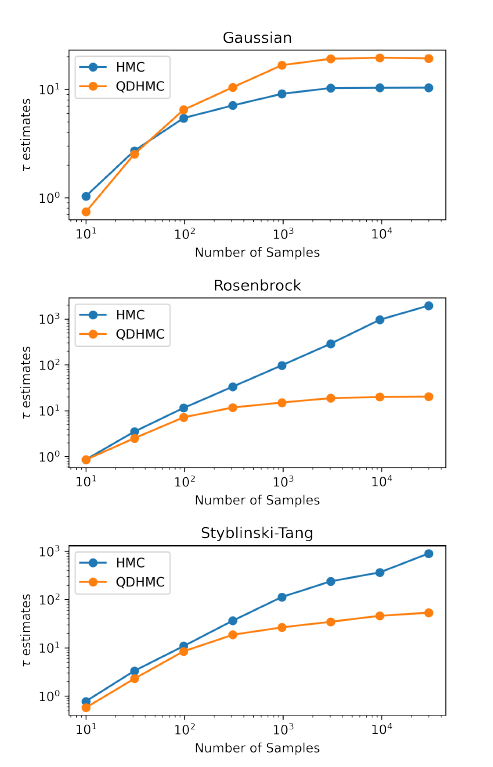 Gaussian
HMC
QDHMC
10¹
10⁰
τ estimates
10¹ 10² 10³ 10⁴
Number of Samples
Rosenbrock
HMC
QDHMC
10³
10²
10¹
10⁰
τ estimates
10¹ 10² 10³ 10⁴
Number of Samples
Styblinski-Tang
HMC
QDHMC
10³
10²
10¹
10⁰
τ estimates
10¹ 10² 10³ 10⁴
Number of Samples